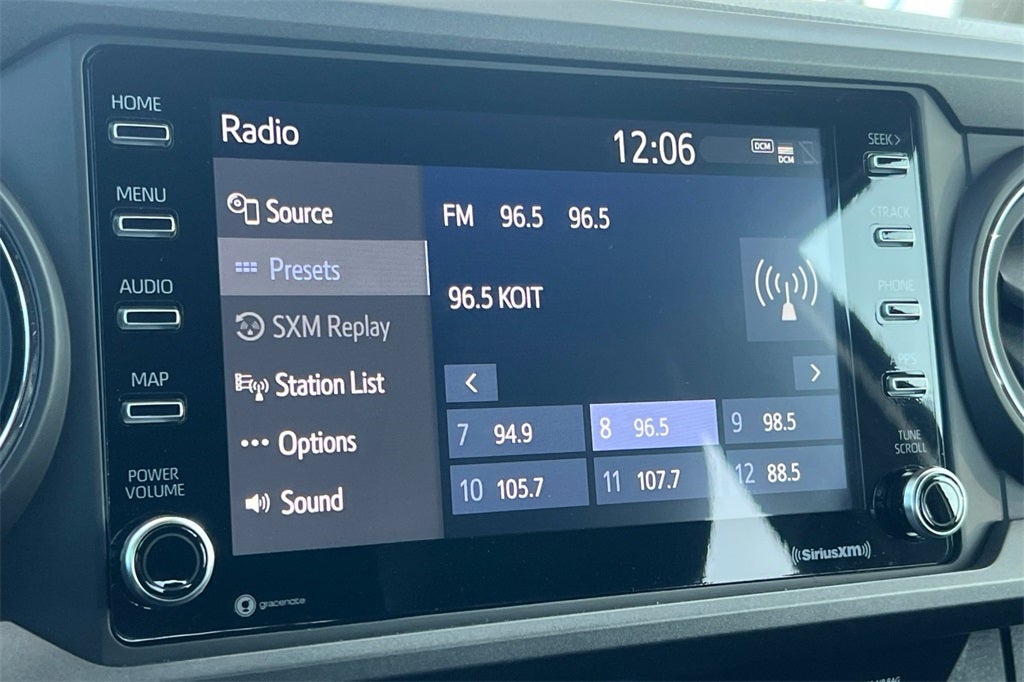 HOME
MENU
AUDIO
MAP
POWER
VOLUME
Radio
12:06
DCM
DCM
Source
Presets
SXM Replay
Station List
••• Options
Sound
FM 96.5 96.5
96.5 KOIT
<
>
7 94.9
8 96.5
9 98.5
10 105.7
11 107.7
12 88.5
SEEK>
<TRACK
PHONE
APPS
TUNE
SCROLL
gracenote
((SiriusXM))